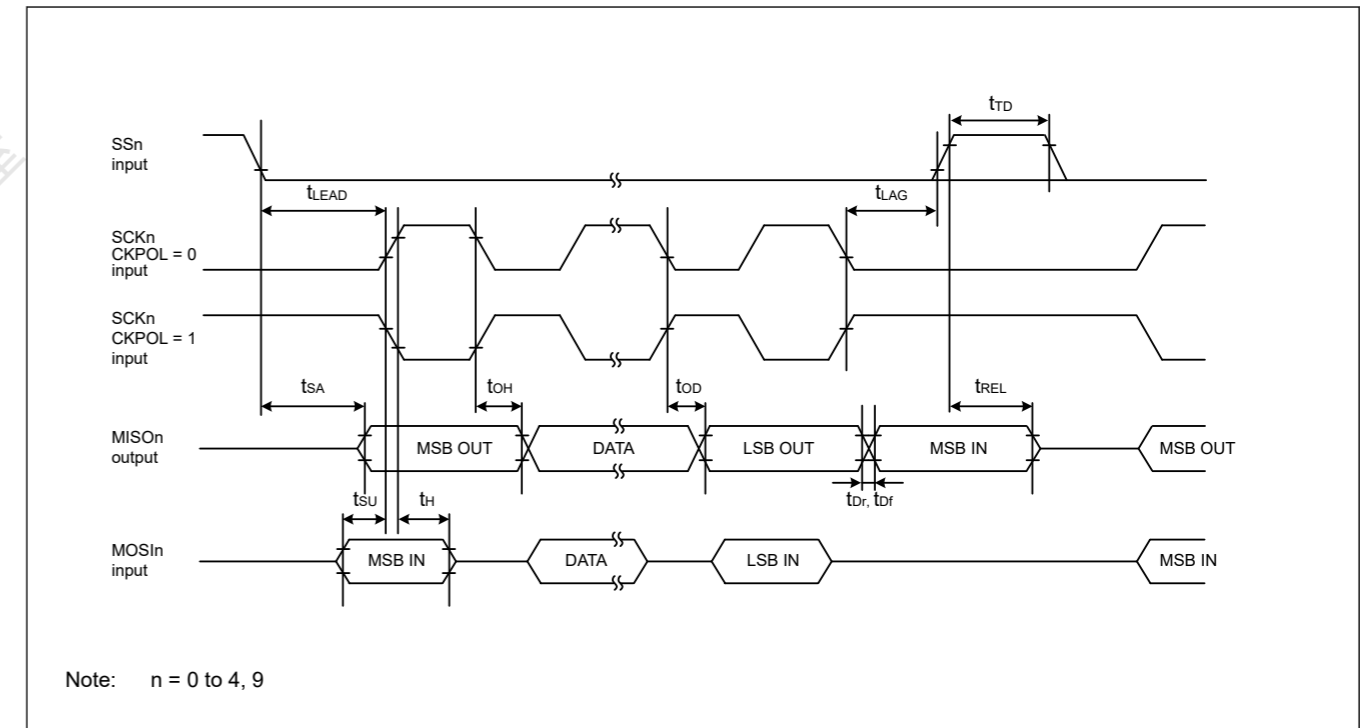 tTD
SSn
input
tLEAD
tLAG
SCKn
CKPOL = 0
input
SCKn
CKPOL = 1
input
tSA
tOH
tOD
tREL
MISOn
output
MSB OUT
DATA
LSB OUT
MSB IN
MSB OUT
tSU
tH
tDr, tDf
MOSIn
input
MSB IN
DATA
LSB IN
MSB IN
Note: n = 0 to 4, 9